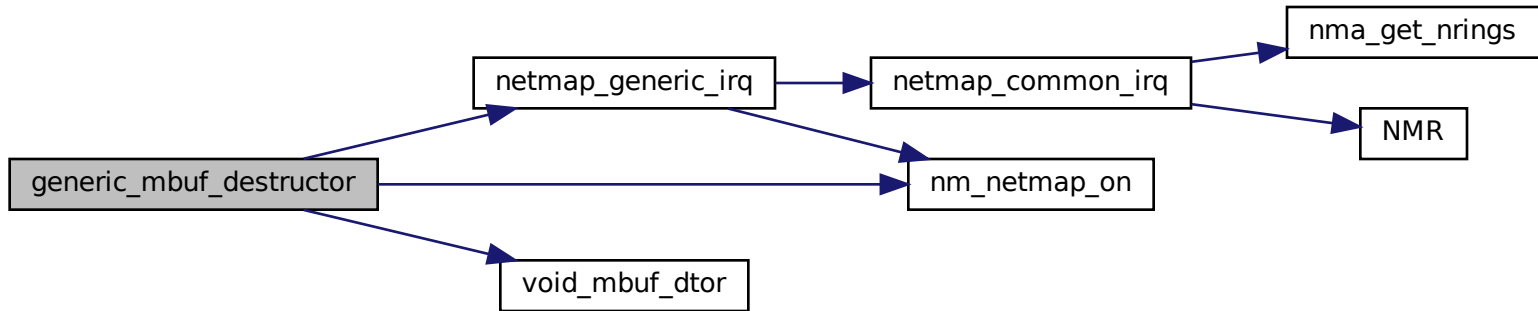 generic_mbuf_destructor
netmap_generic_irq
netmap_common_irq
nma_get_nrings
NMR
nm_netmap_on
void_mbuf_dtor